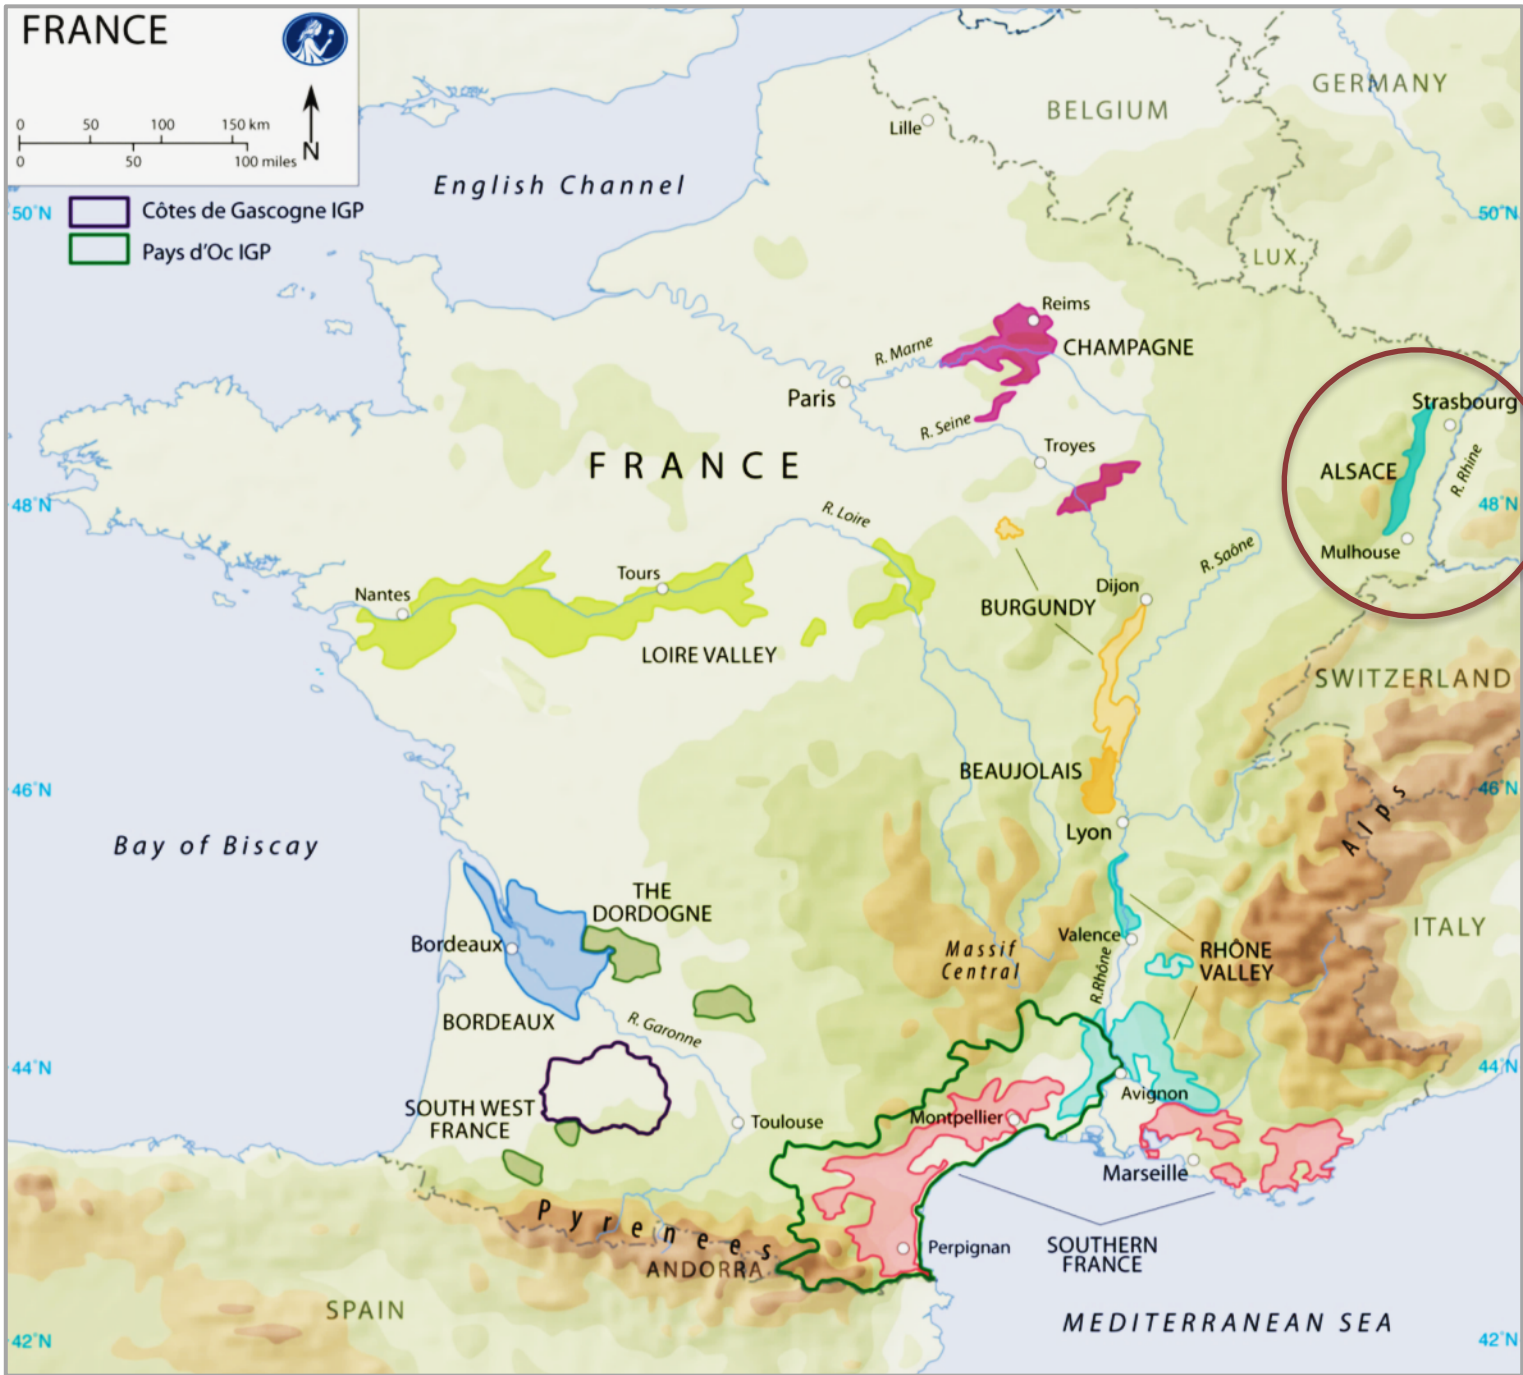 FRANCE
0 50 100 150 km
0 50 100 miles
N
Côtes de Gascogne IGP
Pays d'Oc IGP
English Channel
Lille
BELGIUM
GERMANY
50°N
50°N
LUX.
Reims
R. Marne
CHAMPAGNE
Paris
R. Seine
Troyes
Strasbourg
ALSACE
R. Rhine
FRANCE
48°N
48°N
R. Loire
Mulhouse
R. Saône
Nantes
Tours
Dijon
BURGUNDY
LOIRE VALLEY
SWITZERLAND
BEAUJOLAIS
46°N
46°N
Lyon
Alps
Bay of Biscay
THE
DORDOGNE
Bordeaux
Massif
Central
Valence
RHÔNE
VALLEY
ITALY
R.Rhône
BORDEAUX
R. Garonne
44°N
44°N
Avignon
SOUTH WEST
FRANCE
Toulouse
Montpellier
Marseille
Pyrenees
Perpignan
SOUTHERN
FRANCE
ANDORRA
SPAIN
MEDITERRANEAN SEA
42°N
42°N